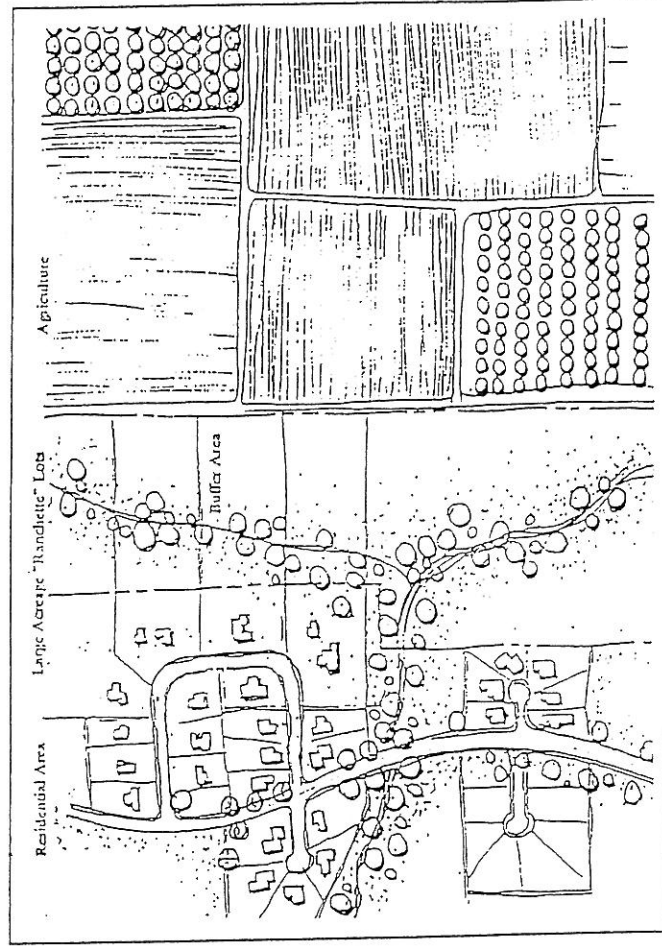 Residential Area
Large Acreage "Ranchette" Lots
Agriculture
Buffer Area